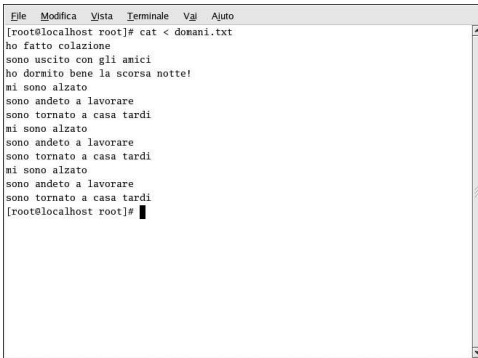 File Modifica Vista Terminale Vai Aiuto
[root@localhost root]# cat < domani.txt
ho fatto colazione
sono uscito con gli amici
ho dormito bene la scorsa notte!
mi sono alzato
sono andeto a lavorare
sono tornato a casa tardi
mi sono alzato
sono andeto a lavorare
sono tornato a casa tardi
mi sono alzato
sono andeto a lavorare
sono tornato a casa tardi
[root@localhost root]#